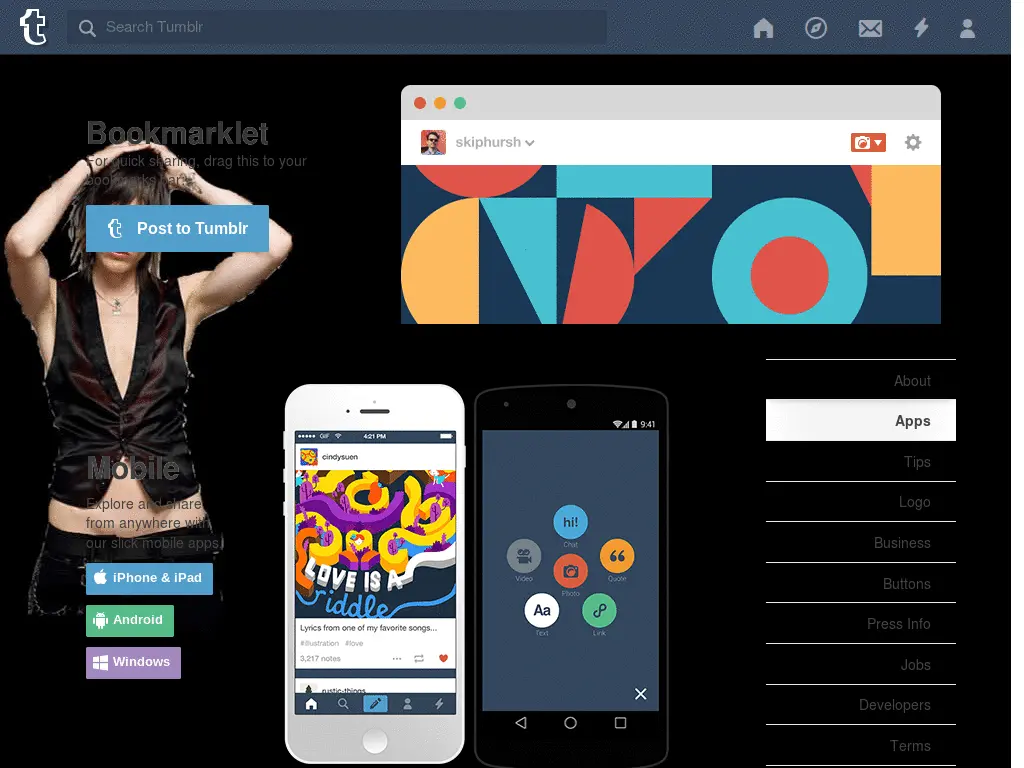 Search Tumblr
Bookmarklet
For quick sharing, drag this to your
bookmarks bar.
Post to Tumblr
skiphursh
Mobile
Explore and share
from anywhere with
our slick mobile apps.
iPhone & iPad
Android
Windows
GIF 4:21 PM
cindysuen
LOVE IS A
riddle
Lyrics from one of my favorite songs...
#illustration #love
3,217 notes
rustic-things
9:41
hi!
Chat
Video
Quote
Photo
Aa
Text
Link
About
Apps
Tips
Logo
Business
Buttons
Press Info
Jobs
Developers
Terms